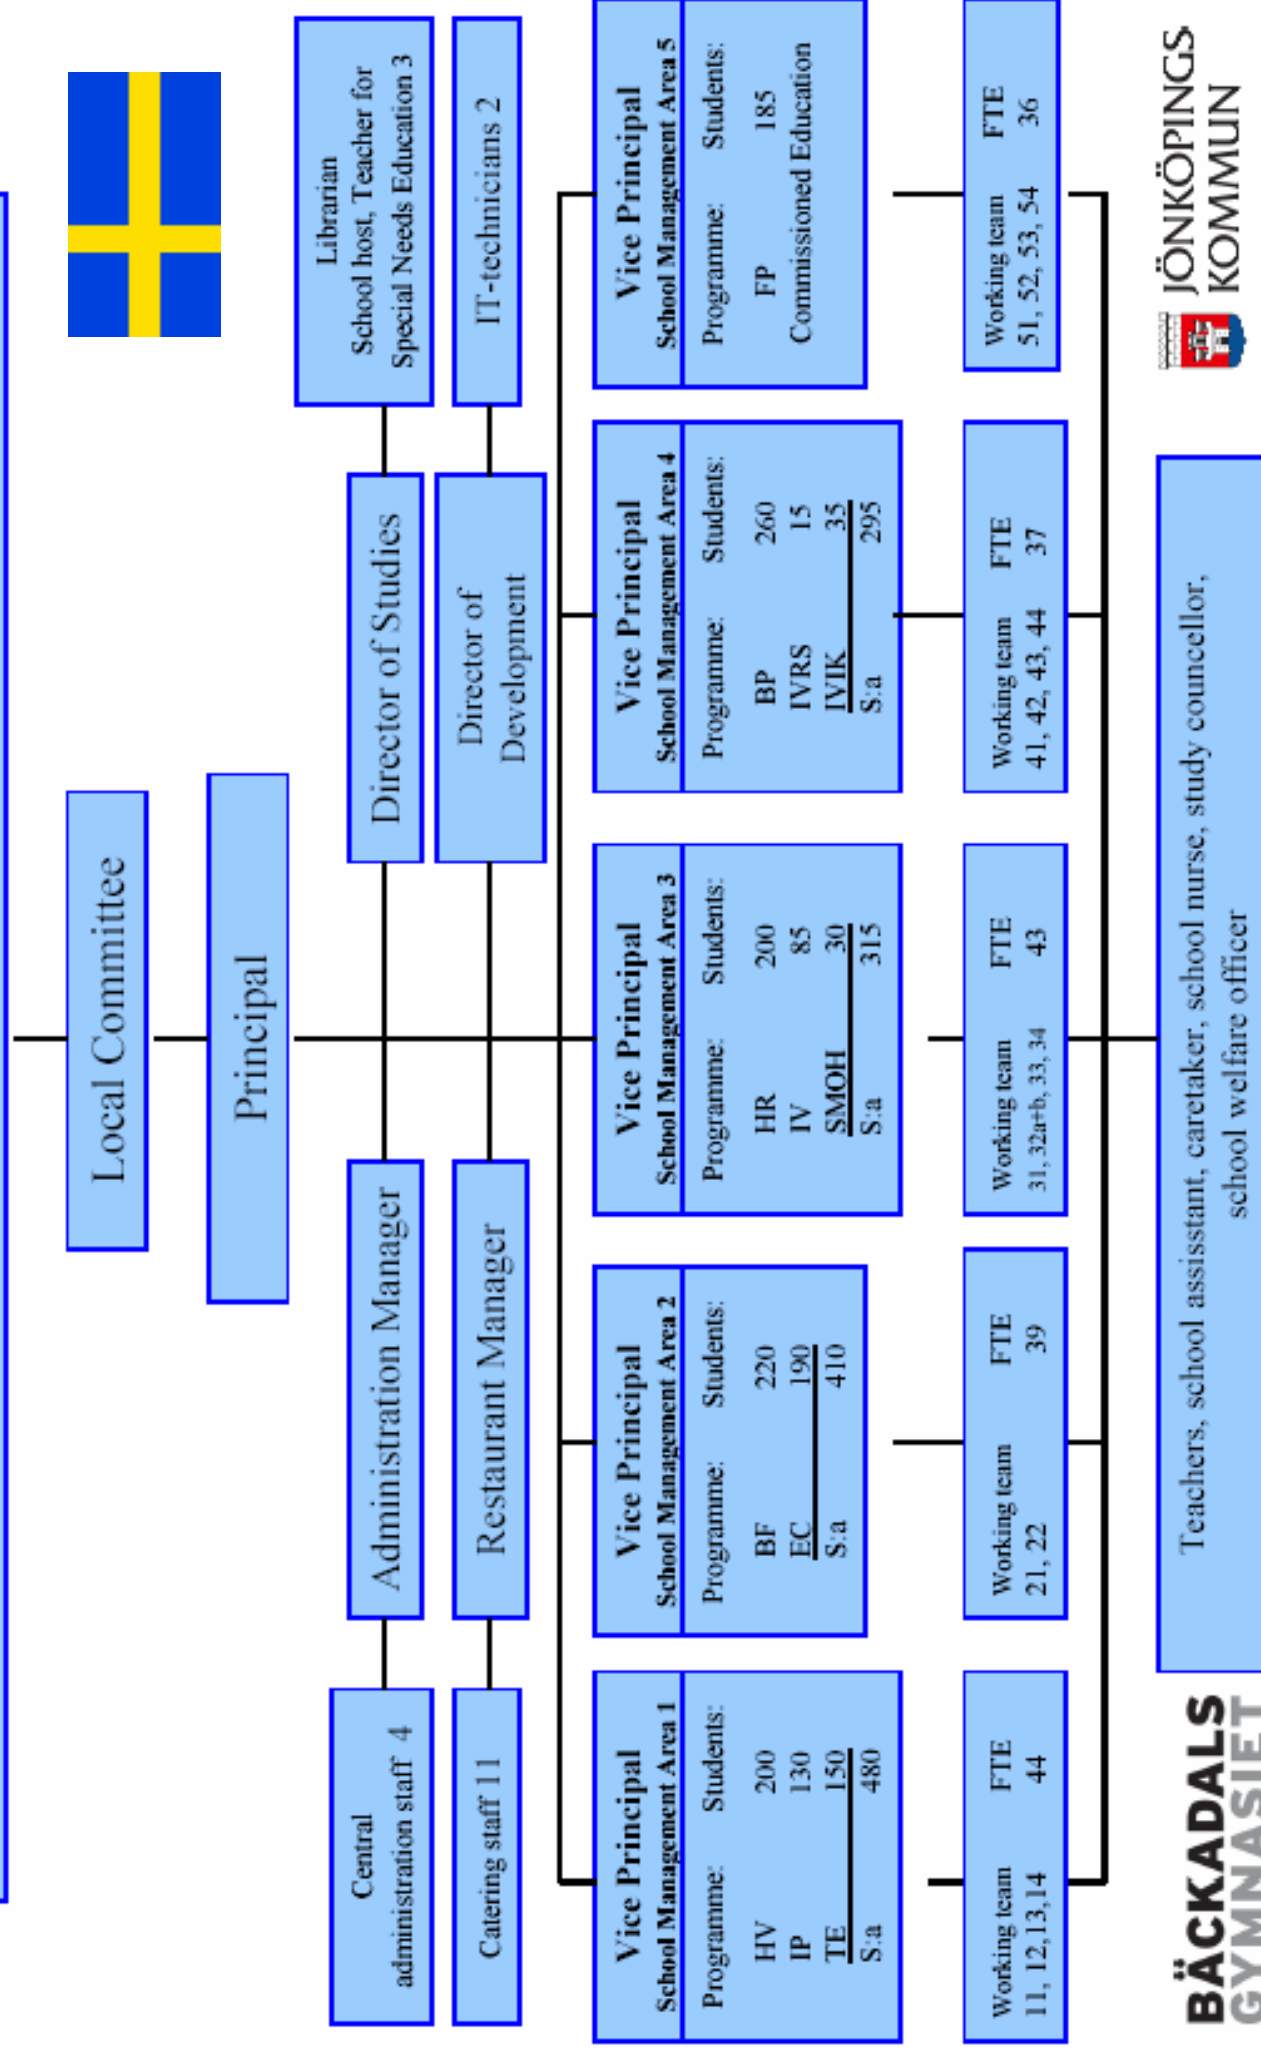 Local Committee
Principal
Central
administration staff 4
Administration Manager
Director of Studies
Librarian
School host, Teacher for
Special Needs Education 3
Catering staff 11
Restaurant Manager
Director of
Development
IT-technicians 2
Vice Principal
School Management Area 1
Programme: Students:
HV 200
IP 130
TE 150
S:a 480
Vice Principal
School Management Area 2
Programme: Students:
BF 220
EC 190
S:a 410
Vice Principal
School Management Area 3
Programme: Students:
HR 200
IV 85
SMOH 30
S:a 315
Vice Principal
School Management Area 4
Programme: Students:
BP 260
IVRS 15
IVIK 35
S:a 295
Vice Principal
School Management Area 5
Programme: Students:
FP 185
Commissioned Education
Working team FTE
11, 12,13,14 44
Working team FTE
21, 22 39
Working team FTE
31, 32a+b, 33, 34 43
Working team FTE
41, 42, 43, 44 37
Working team FTE
51, 52, 53, 54 36
BÄCKADALS
GYMNASIET
Teachers, school assisstant, caretaker, school nurse, study councellor,
school welfare officer
JÖNKÖPINGS
KOMMUN